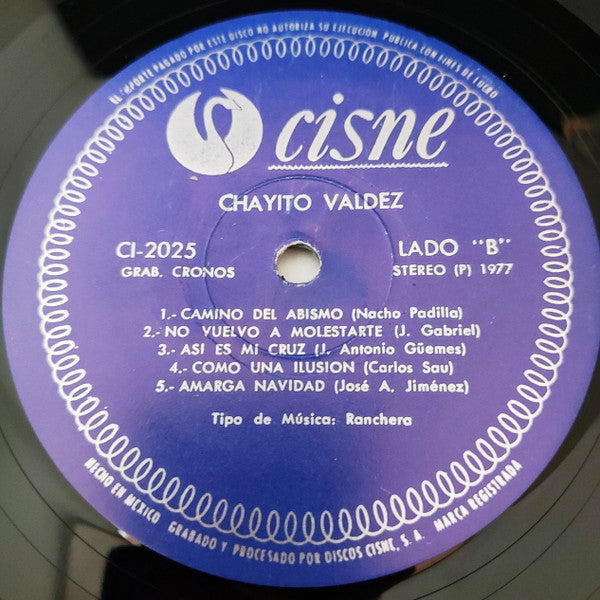 EL IMPORTE PAGADO POR ESTE DISCO NO AUTORIZA SU EJECUCION PUBLICA CON FINES DE LUCRO
cisne
CHAYITO VALDEZ
CI-2025 LADO "B"
GRAB. CRONOS STEREO (P) 1977
1.- CAMINO DEL ABISMO (Nacho Padilla)
2.- NO VUELVO A MOLESTARTE (J. Gabriel)
3.- ASI ES MI CRUZ (J. Antonio Güemes)
4.- COMO UNA ILUSION (Carlos Sau)
5.- AMARGA NAVIDAD (José A. Jiménez)
Tipo de Música: Ranchera
HECHO EN MEXICO GRABADO Y PROCESADO POR DISCOS CISNE, S. A. MARCA REGISTRADA